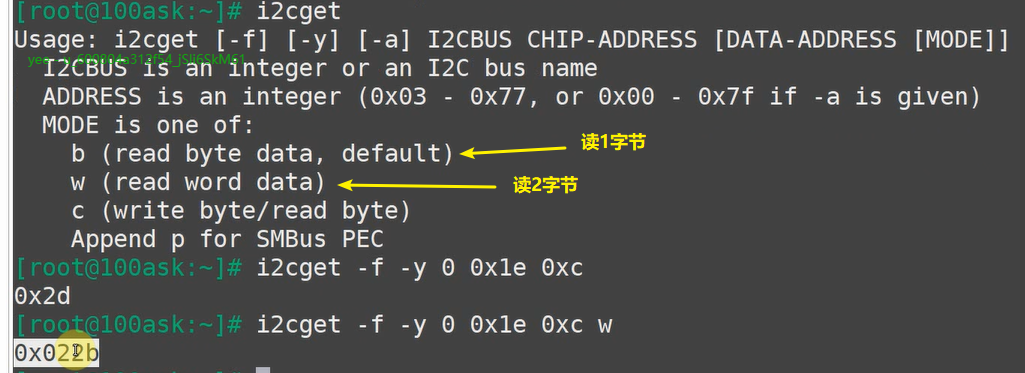 [root@100ask:~]# i2cget
Usage: i2cget [-f] [-y] [-a] I2CBUS CHIP-ADDRESS [DATA-ADDRESS [MODE]]
I2CBUS is an integer or an I2C bus name
ADDRESS is an integer (0x03 - 0x77, or 0x00 - 0x7f if -a is given)
MODE is one of:
b (read byte data, default) 读1字节
w (read word data) 读2字节
c (write byte/read byte)
Append p for SMBus PEC
[root@100ask:~]# i2cget -f -y 0 0x1e 0xc
0x2d
[root@100ask:~]# i2cget -f -y 0 0x1e 0xc w
0x022b